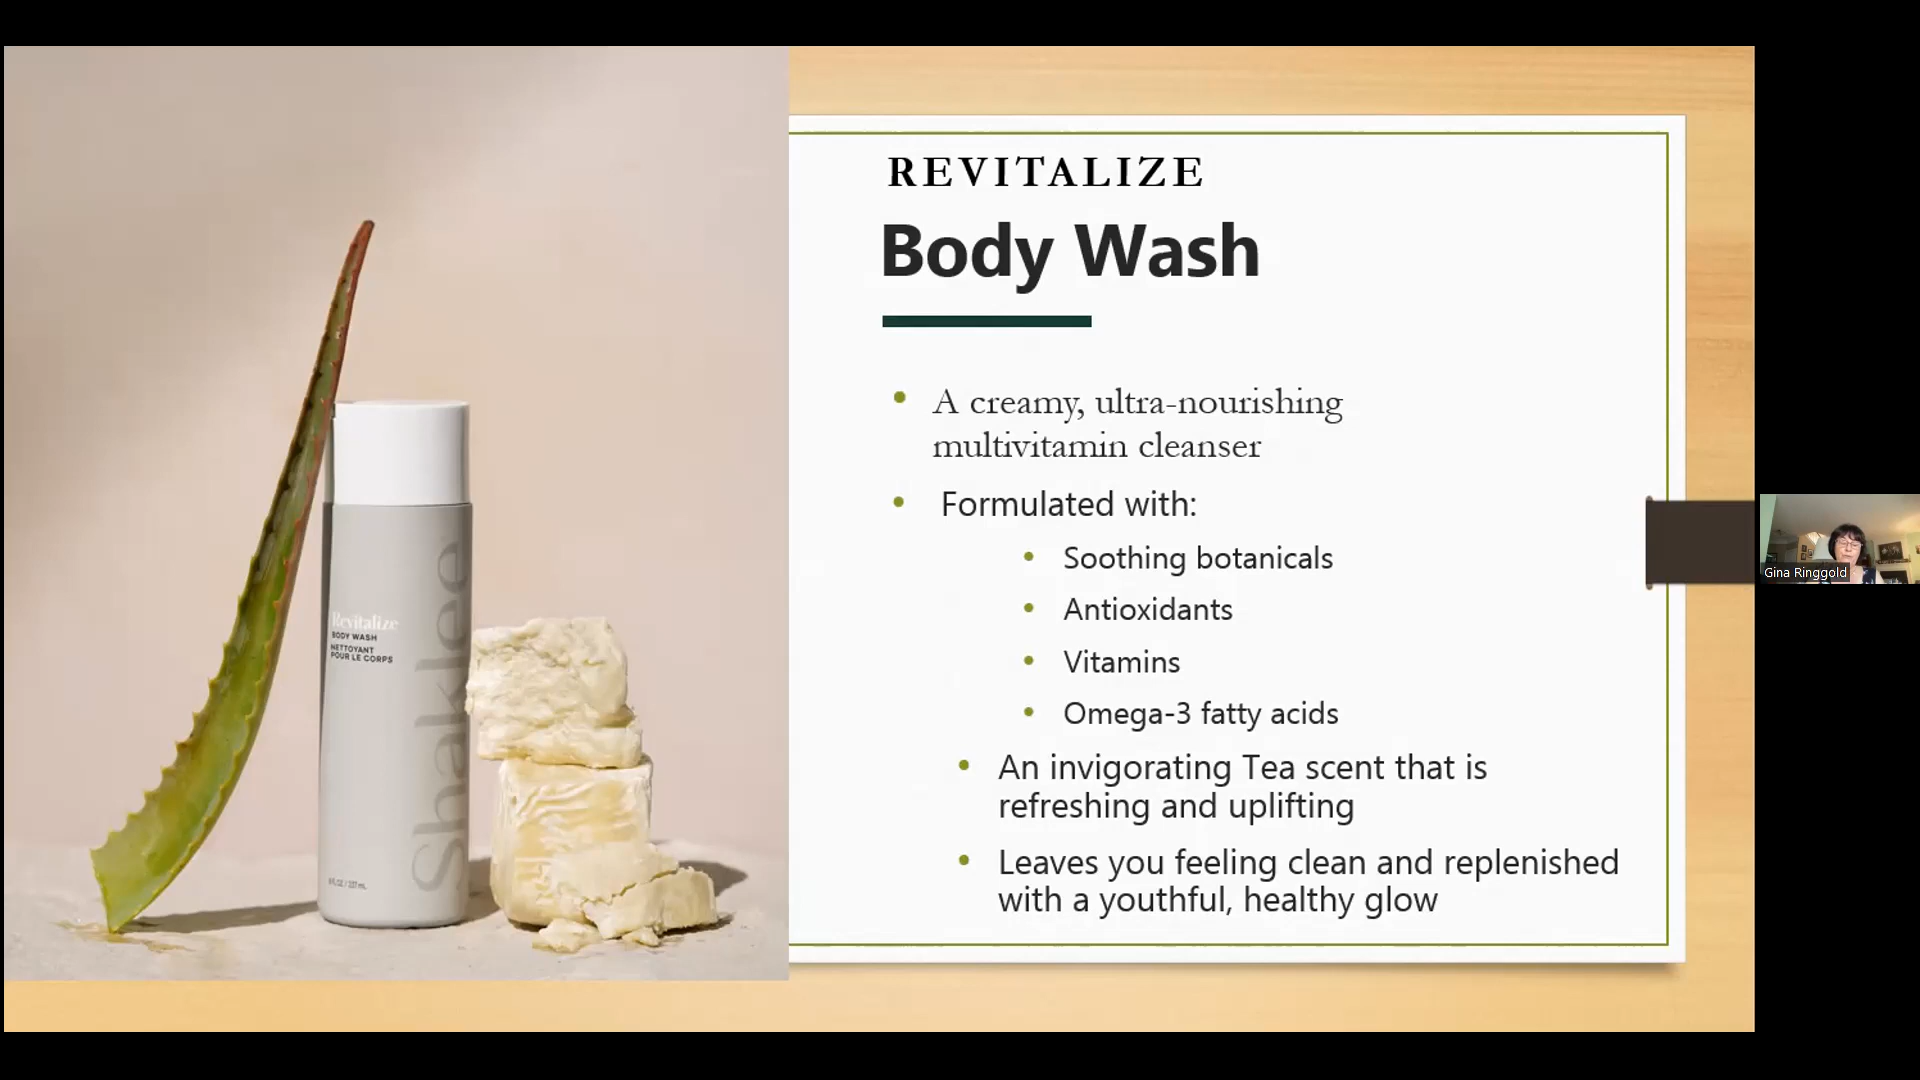 REVITALIZE
Body Wash
A creamy, ultra-nourishing
multivitamin cleanser
Formulated with:
Soothing botanicals
Antioxidants
Vitamins
Omega-3 fatty acids
An invigorating Tea scent that is
refreshing and uplifting
Leaves you feeling clean and replenished
with a youthful, healthy glow
Revitalize
BODY WASH
NETTOYANT
POUR LE CORPS
Shaklee
Gina Ringgold